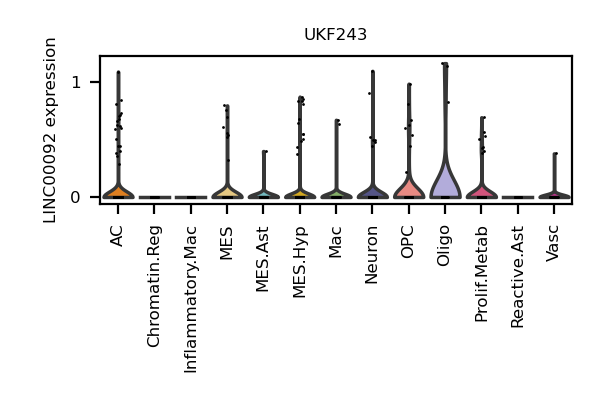 UKF243
LINC00092 expression
1
0
AC
Chromatin.Reg
Inflammatory.Mac
MES
MES.Ast
MES.Hyp
Mac
Neuron
OPC
Oligo
Prolif.Metab
Reactive.Ast
Vasc